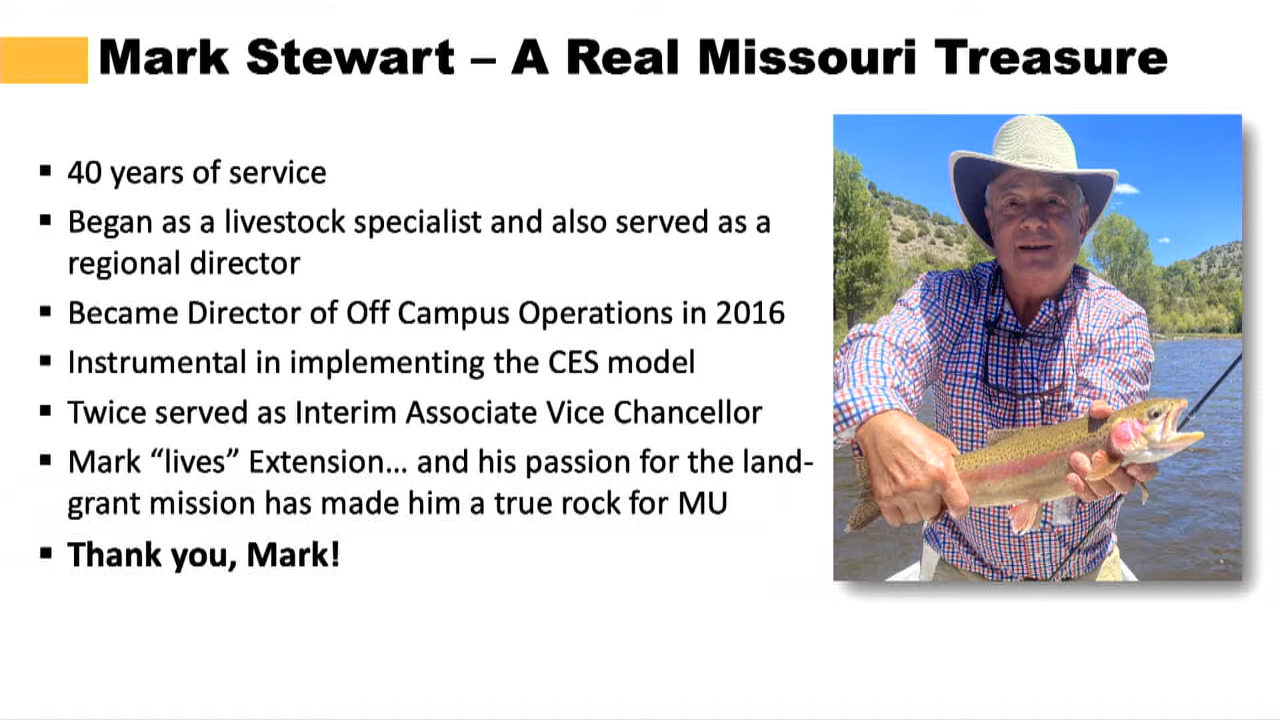 Mark Stewart – A Real Missouri Treasure
▪ 40 years of service
▪ Began as a livestock specialist and also served as a
regional director
▪ Became Director of Off Campus Operations in 2016
▪ Instrumental in implementing the CES model
▪ Twice served as Interim Associate Vice Chancellor
▪ Mark “lives” Extension... and his passion for the land-
grant mission has made him a true rock for MU
▪ Thank you, Mark!